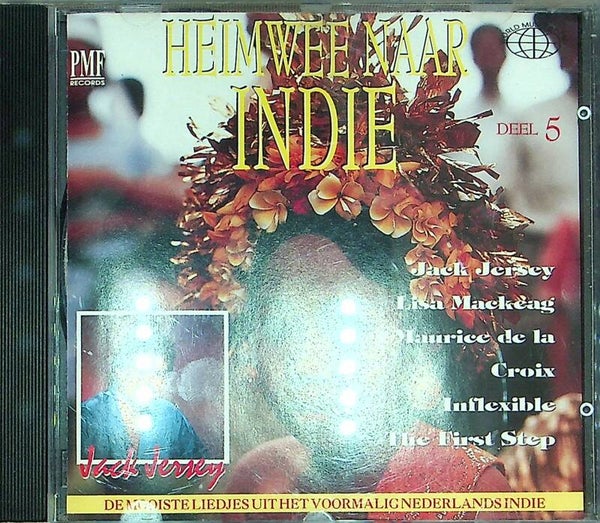 HEIMWEE NAAR
INDIE
PMF
RECORDS
DEEL 5
Jack Jersey
Lisa Mackeag
Maurice de la
Croix
Inflexible
The First Step
Jack Jersey
DE MOOISTE LIEDJES UIT HET VOORMALIG NEDERLANDS INDIE